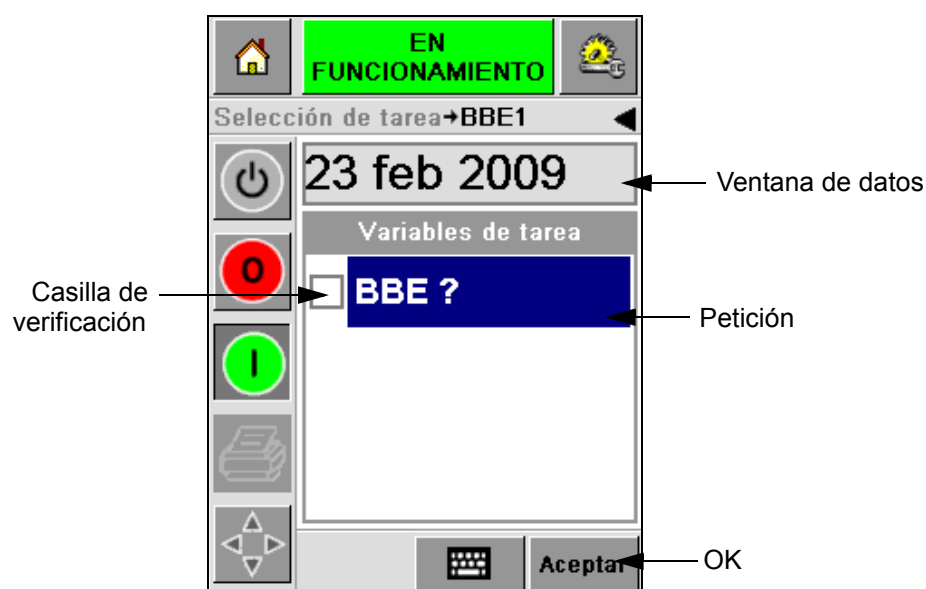 EN
FUNCIONAMIENTO
Selección de tarea→BBE1
23 feb 2009
Ventana de datos
Variables de tarea
O
BBE ?
Casilla de
verificación
Petición
I
Aceptar
OK